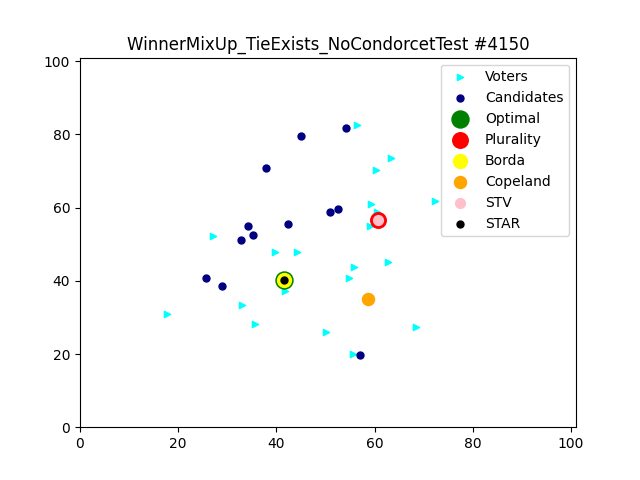 WinnerMixUp_TieExists_NoCondorcetTest #4150
100
80
60
40
20
0
0 20 40 60 80 100
Voters
Candidates
Optimal
Plurality
Borda
Copeland
STV
STAR